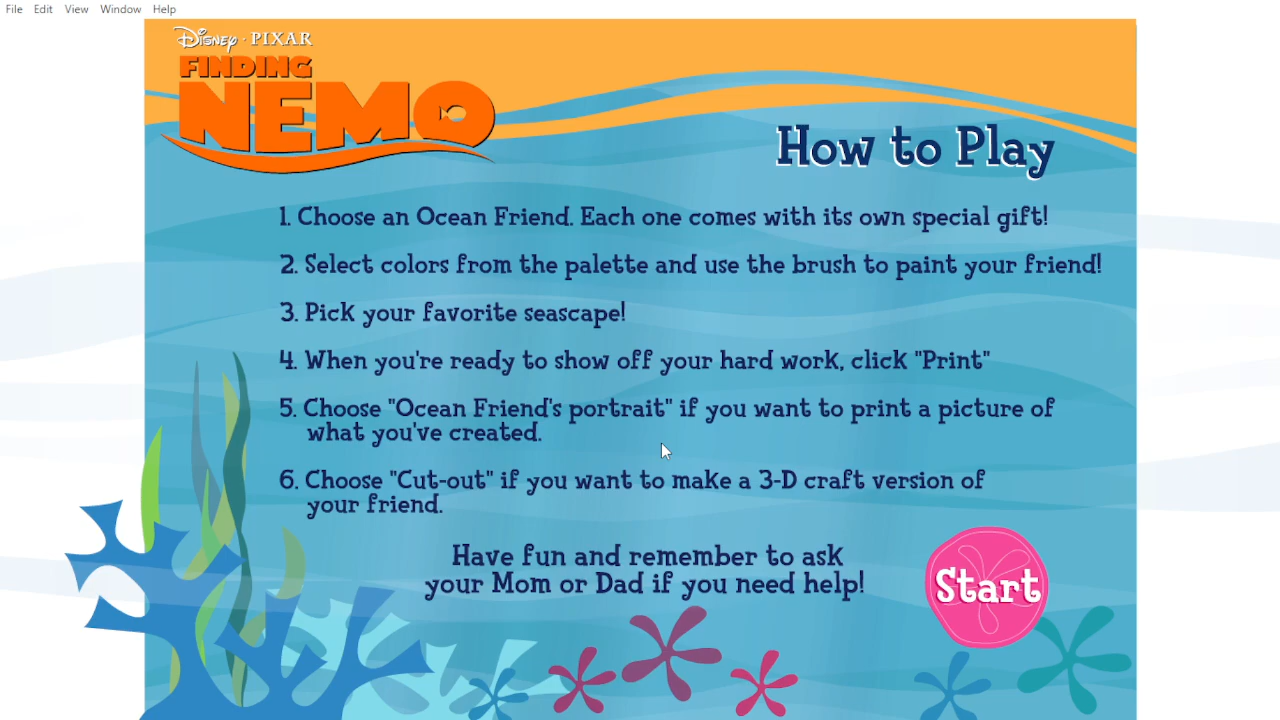 File Edit View Window Help
Disney · PIXAR
FINDING
NEMO
How to Play
1. Choose an Ocean Friend. Each one comes with its own special gift!
2. Select colors from the palette and use the brush to paint your friend!
3. Pick your favorite seascape!
4. When you're ready to show off your hard work, click "Print"
5. Choose "Ocean Friend's portrait" if you want to print a picture of
what you've created.
6. Choose "Cut-out" if you want to make a 3-D craft version of
your friend.
Have fun and remember to ask
your Mom or Dad if you need help!
Start